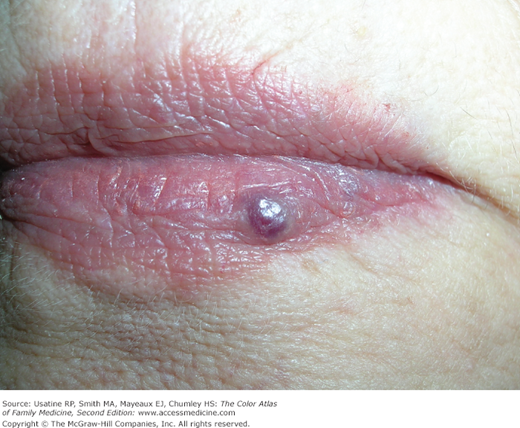 Source: Usatine RP, Smith MA, Mayeaux EJ, Chumley HS: The Color Atlas
of Family Medicine, Second Edition: www.accessmedicine.com
Copyright © The McGraw-Hill Companies, Inc. All rights reserved.